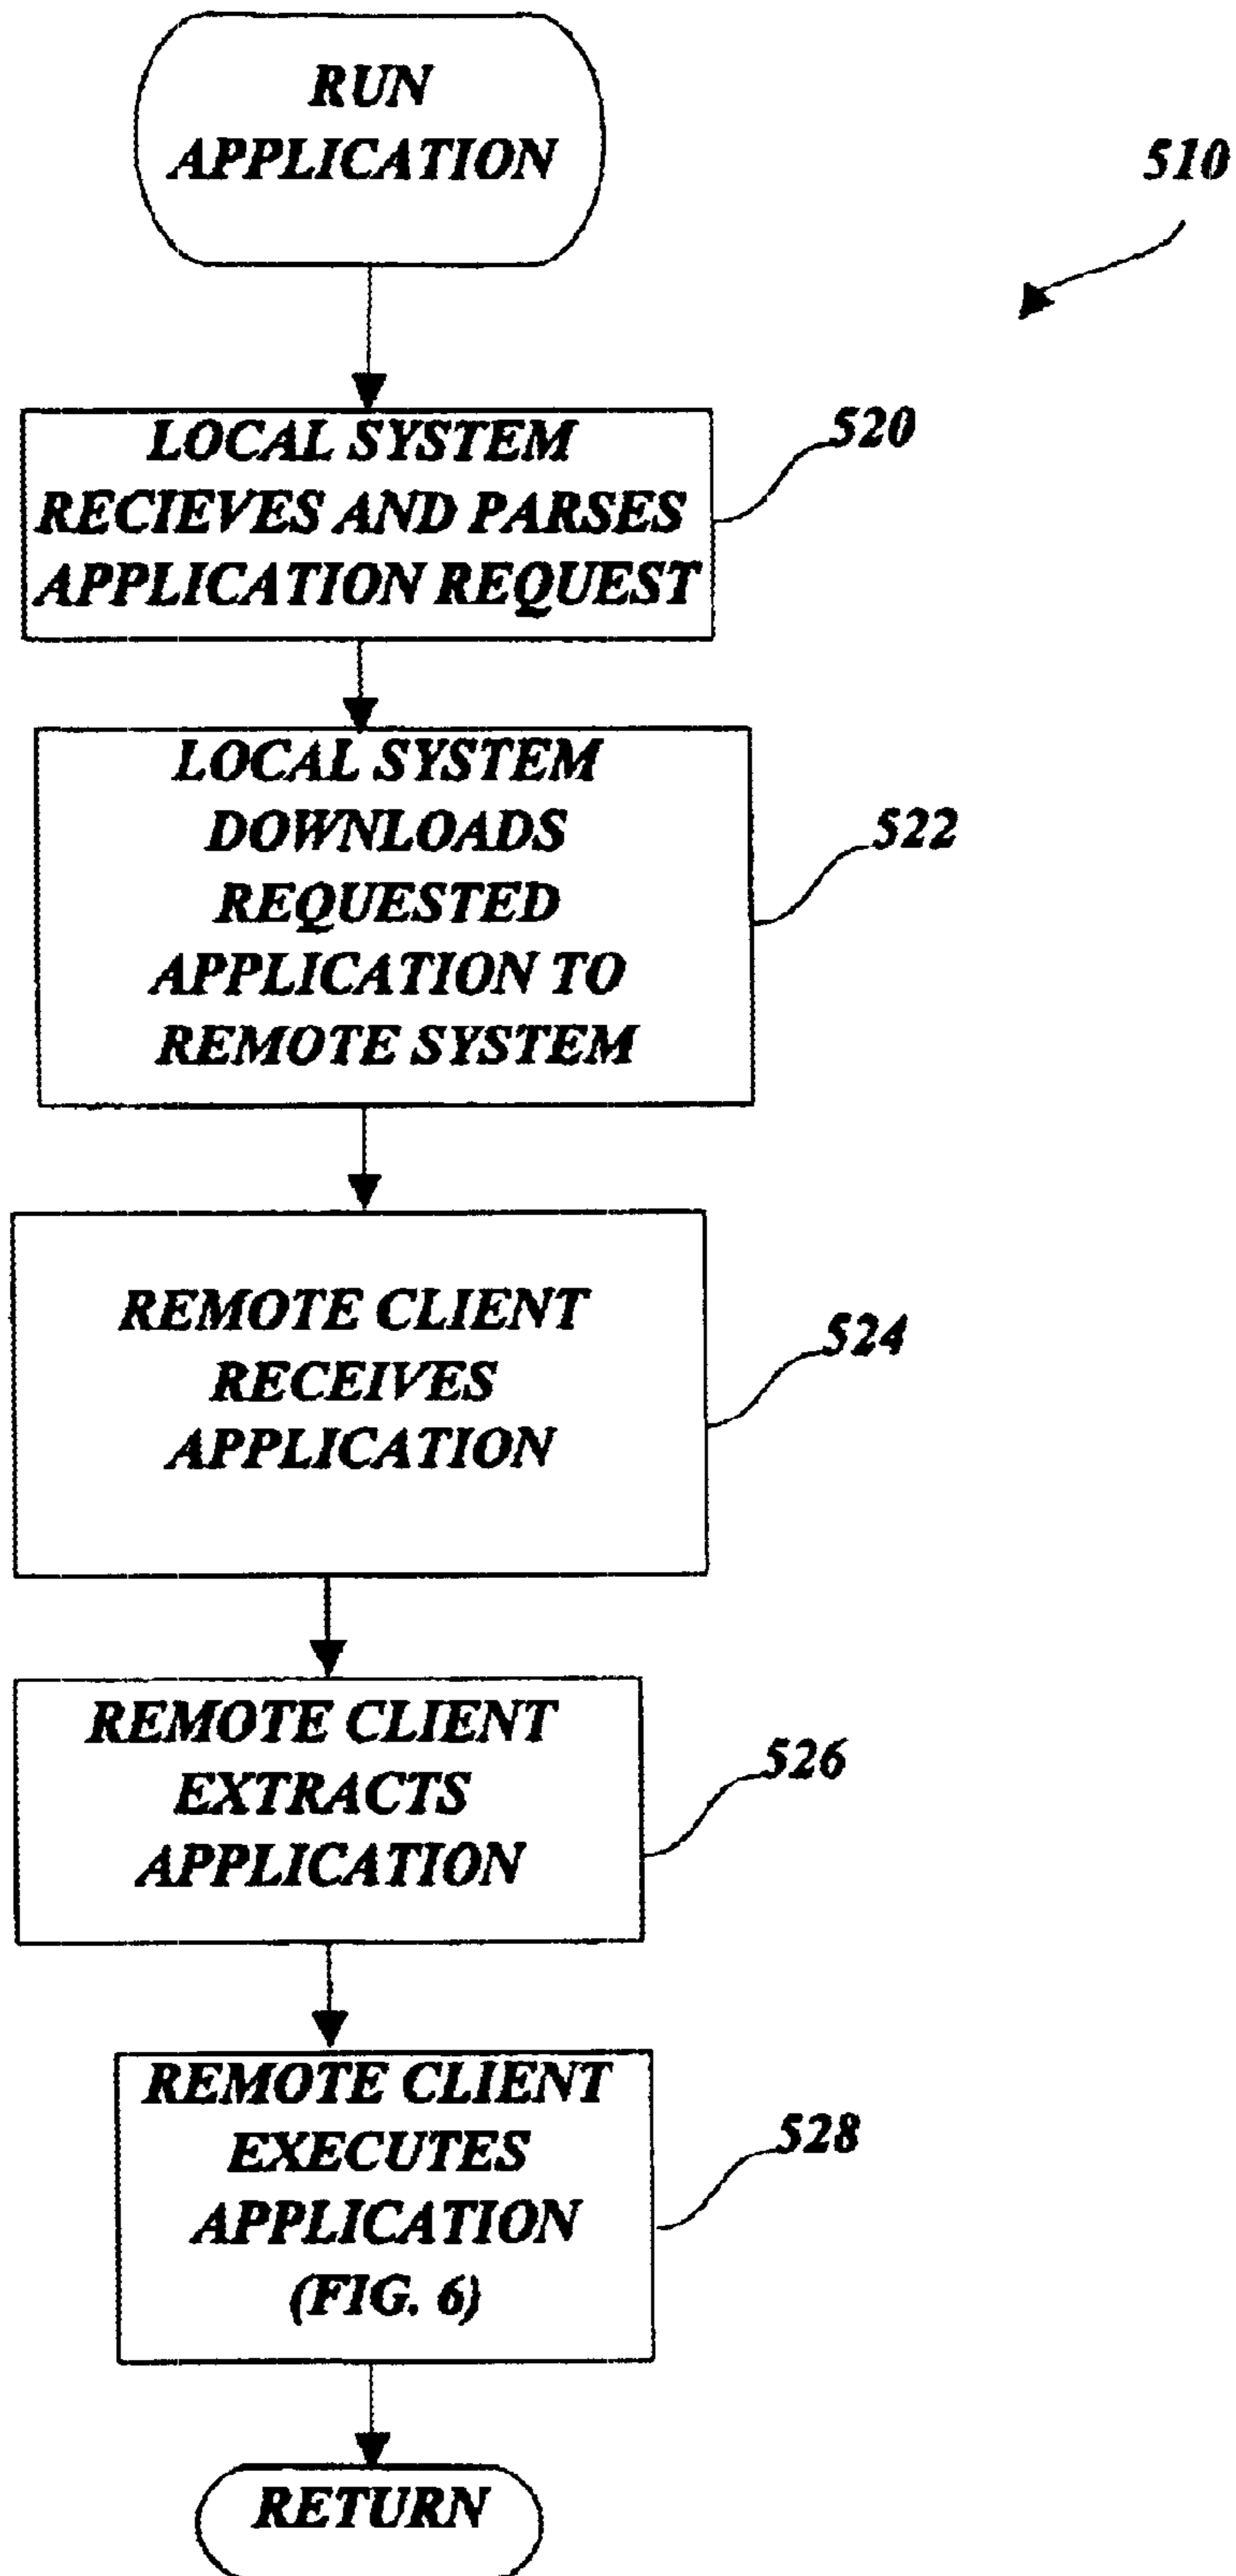 RUN
APPLICATION
510
LOCAL SYSTEM
RECIEVES AND PARSES
APPLICATION REQUEST
520
LOCAL SYSTEM
DOWNLOADS
REQUESTED
APPLICATION TO
REMOTE SYSTEM
522
REMOTE CLIENT
RECEIVES
APPLICATION
524
REMOTE CLIENT
EXTRACTS
APPLICATION
526
REMOTE CLIENT
EXECUTES
APPLICATION
(FIG. 6)
528
RETURN